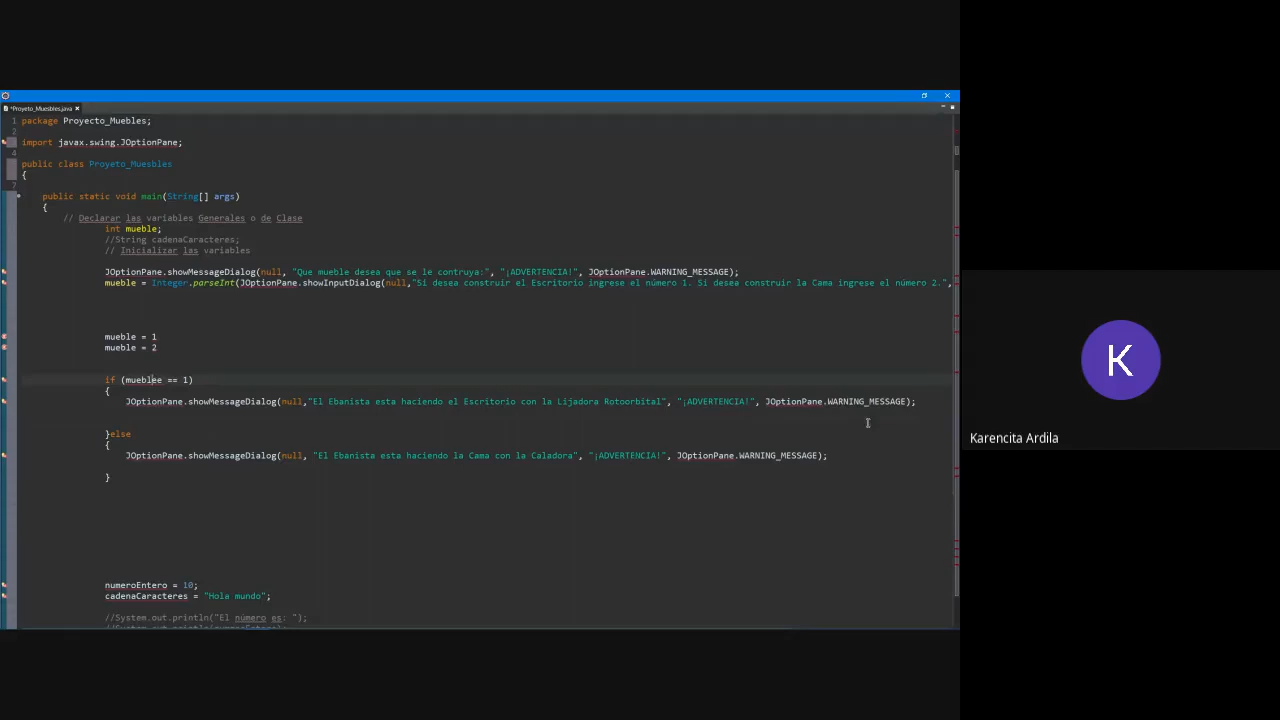 *Proyeto_Muesbles.java
1 package Proyecto_Muebles;
2
import javax.swing.JOptionPane;
4
public class Proyeto_Muesbles
{
7
public static void main(String[] args)
{
// Declarar las variables Generales o de Clase
int mueble;
//String cadenaCaracteres;
// Inicializar las variables
JOptionPane.showMessageDialog(null, "Que mueble desea que se le contruya:", "¡ADVERTENCIA!", JOptionPane.WARNING_MESSAGE);
mueble = Integer.parseInt(JOptionPane.showInputDialog(null,"Si desea construir el Escritorio ingrese el número 1. Si desea construir la Cama ingrese el número 2.",
mueble = 1
mueble = 2
if (mueblee == 1)
{
JOptionPane.showMessageDialog(null,"El Ebanista esta haciendo el Escritorio con la Lijadora Rotoorbital", "¡ADVERTENCIA!", JOptionPane.WARNING_MESSAGE);
}else
{
JOptionPane.showMessageDialog(null, "El Ebanista esta haciendo la Cama con la Caladora", "¡ADVERTENCIA!", JOptionPane.WARNING_MESSAGE);
}
numeroEntero = 10;
cadenaCaracteres = "Hola mundo";
//System.out.println("El número es: ");
K
Karencita Ardila